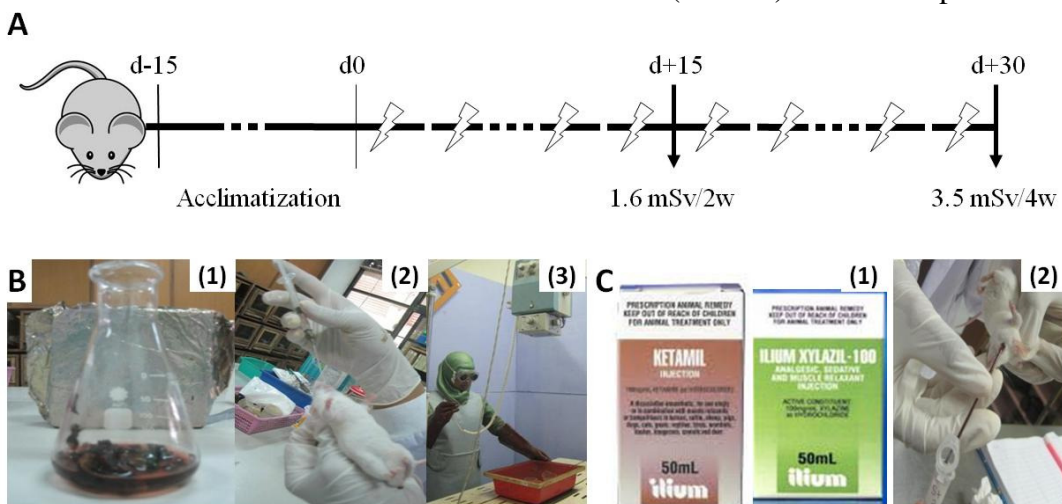 A
d-15
d0
d+15
d+30
Acclimatization
1.6 mSv/2w
3.5 mSv/4w
B
(1)
(2)
(3)
C
(1)
(2)
PRESCRIPTION ANIMAL REMEDY
KEEP OUT OF REACH OF CHILDREN
FOR ANIMAL TREATMENT ONLY
KETAMIL
INJECTION
50mL
ilium
PRESCRIPTION ANIMAL REMEDY
KEEP OUT OF REACH OF CHILDREN
FOR ANIMAL TREATMENT ONLY
ILIUM XYLAZIL-100
ANALGESIC, SEDATIVE
AND MUSCLE RELAXANT
INJECTION
ACTIVE CONSTITUENT
100mg/mL XYLAZINE
as HYDROCHLORIDE
50mL
ilium